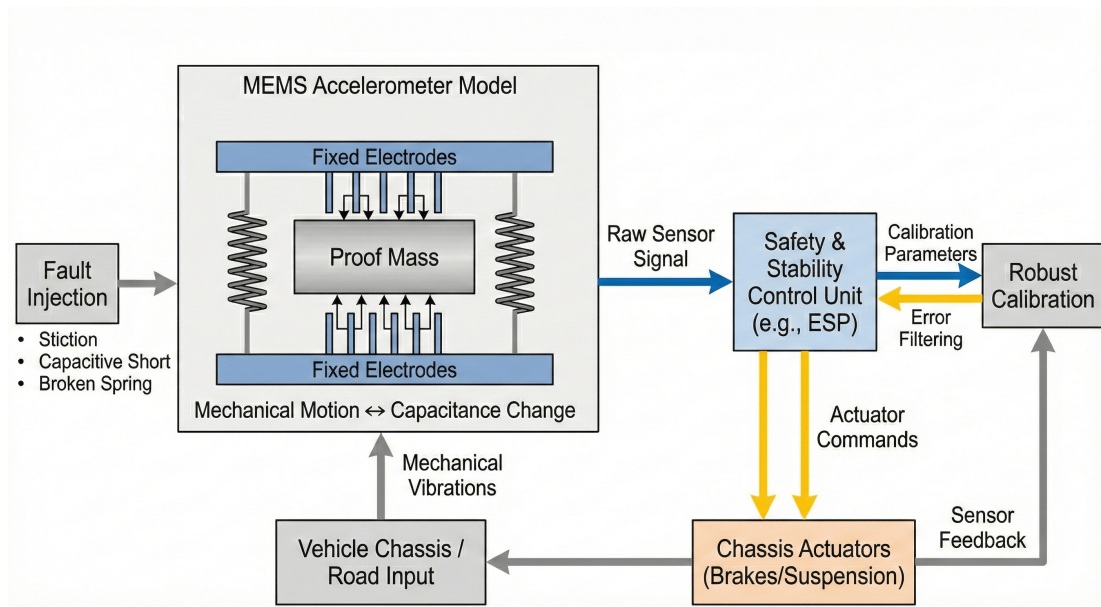 MEMS Accelerometer Model
Fixed Electrodes
Proof Mass
Fixed Electrodes
Mechanical Motion ↔ Capacitance Change
Fault
Injection
• Stiction
• Capacitive Short
• Broken Spring
Raw Sensor
Signal
Safety &
Stability
Control Unit
(e.g., ESP)
Calibration
Parameters
Error
Filtering
Robust
Calibration
Actuator
Commands
Mechanical
Vibrations
Vehicle Chassis /
Road Input
Chassis Actuators
(Brakes/Suspension)
Sensor
Feedback